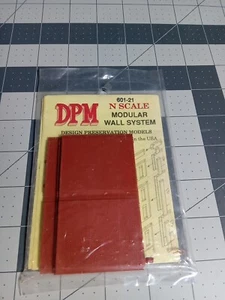 601-21
DPM
N SCALE
MODULAR
WALL SYSTEM
DESIGN PRESERVATION MODELS
in the USA